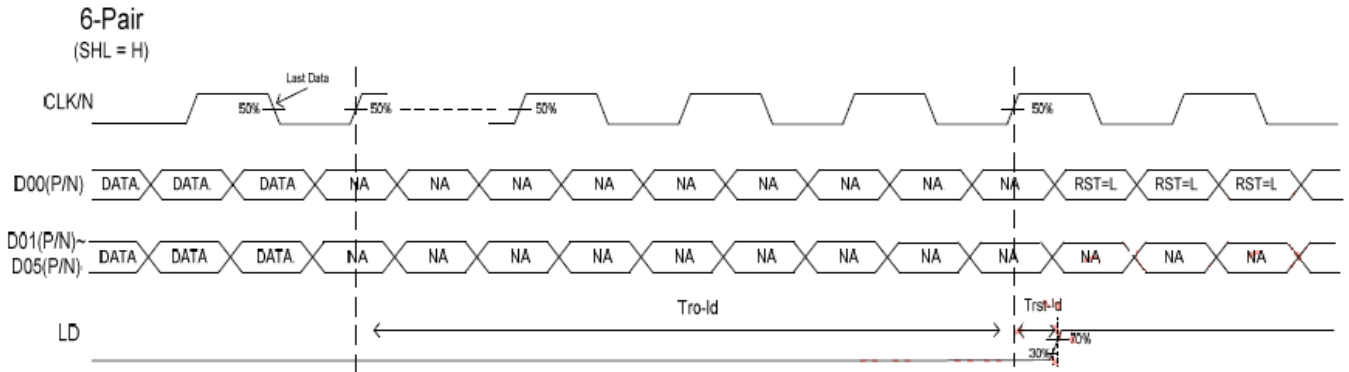 6-Pair
(SHL = H)
Last Data
CLK/N 50% 50% 50% 50%
D00(P/N) DATA DATA DATA NA NA NA NA NA NA NA NA NA RST=L RST=L RST=L
D01(P/N)~
D05(P/N) DATA DATA DATA NA NA NA NA NA NA NA NA NA NA NA NA
Tro-ld Trst-ld
LD
70%
30%